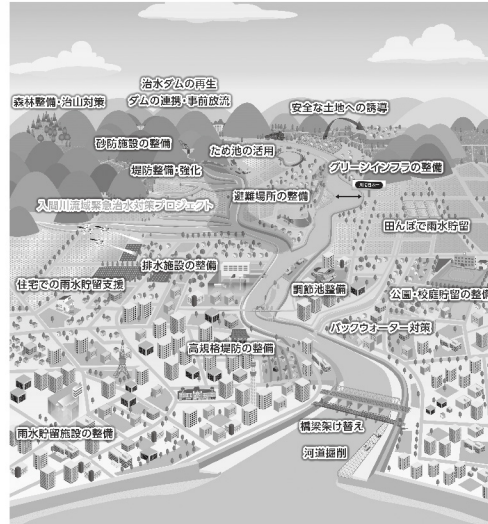 治水ダムの再生
ダムの連携・事前放流
森林整備・治山対策
安全な土地への誘導
砂防施設の整備
ため池の活用
堤防整備・強化
グリーンインフラの整備
避難場所の整備
入間川流域緊急治水対策プロジェクト
田んぼで雨水貯留
排水施設の整備
住宅での雨水貯留支援
調節池整備
公園・校庭貯留の整備
バックウォーター対策
高規格堤防の整備
橋梁架け替え
雨水貯留施設の整備
河道掘削